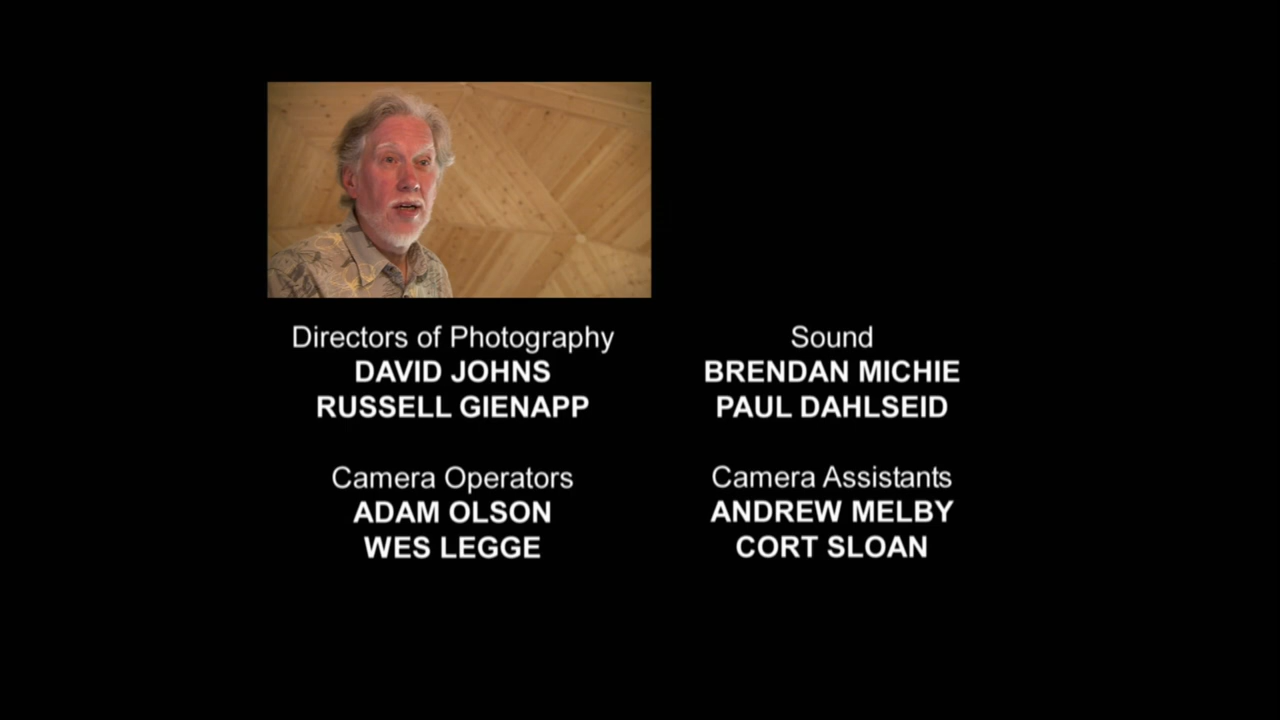 Directors of Photography
DAVID JOHNS
RUSSELL GIENAPP
Sound
BRENDAN MICHIE
PAUL DAHLSEID
Camera Operators
ADAM OLSON
WES LEGGE
Camera Assistants
ANDREW MELBY
CORT SLOAN